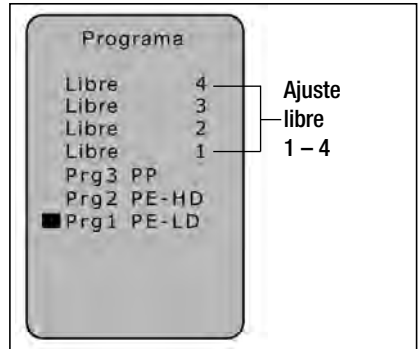 Programa
Libre 4
Libre 3
Libre 2
Libre 1
Prg3 PP
Prg2 PE-HD
Prg1 PE-LD
Ajuste
libre
1 – 4